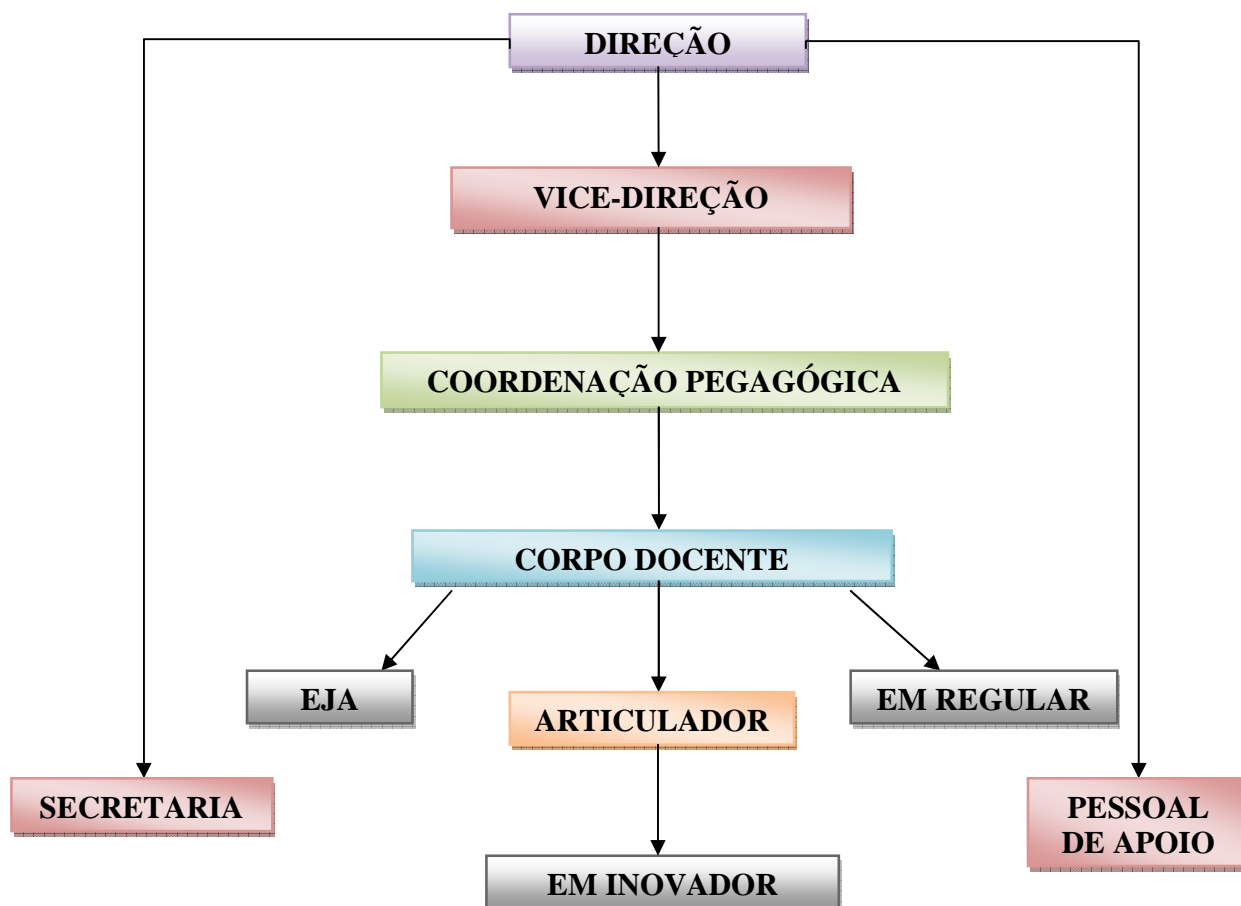 DIREÇÃO
VICE-DIREÇÃO
COORDENAÇÃO PEGAGÓGICA
CORPO DOCENTE
EJA
EM REGULAR
ARTICULADOR
SECRETARIA
PESSOAL
DE APOIO
EM INOVADOR